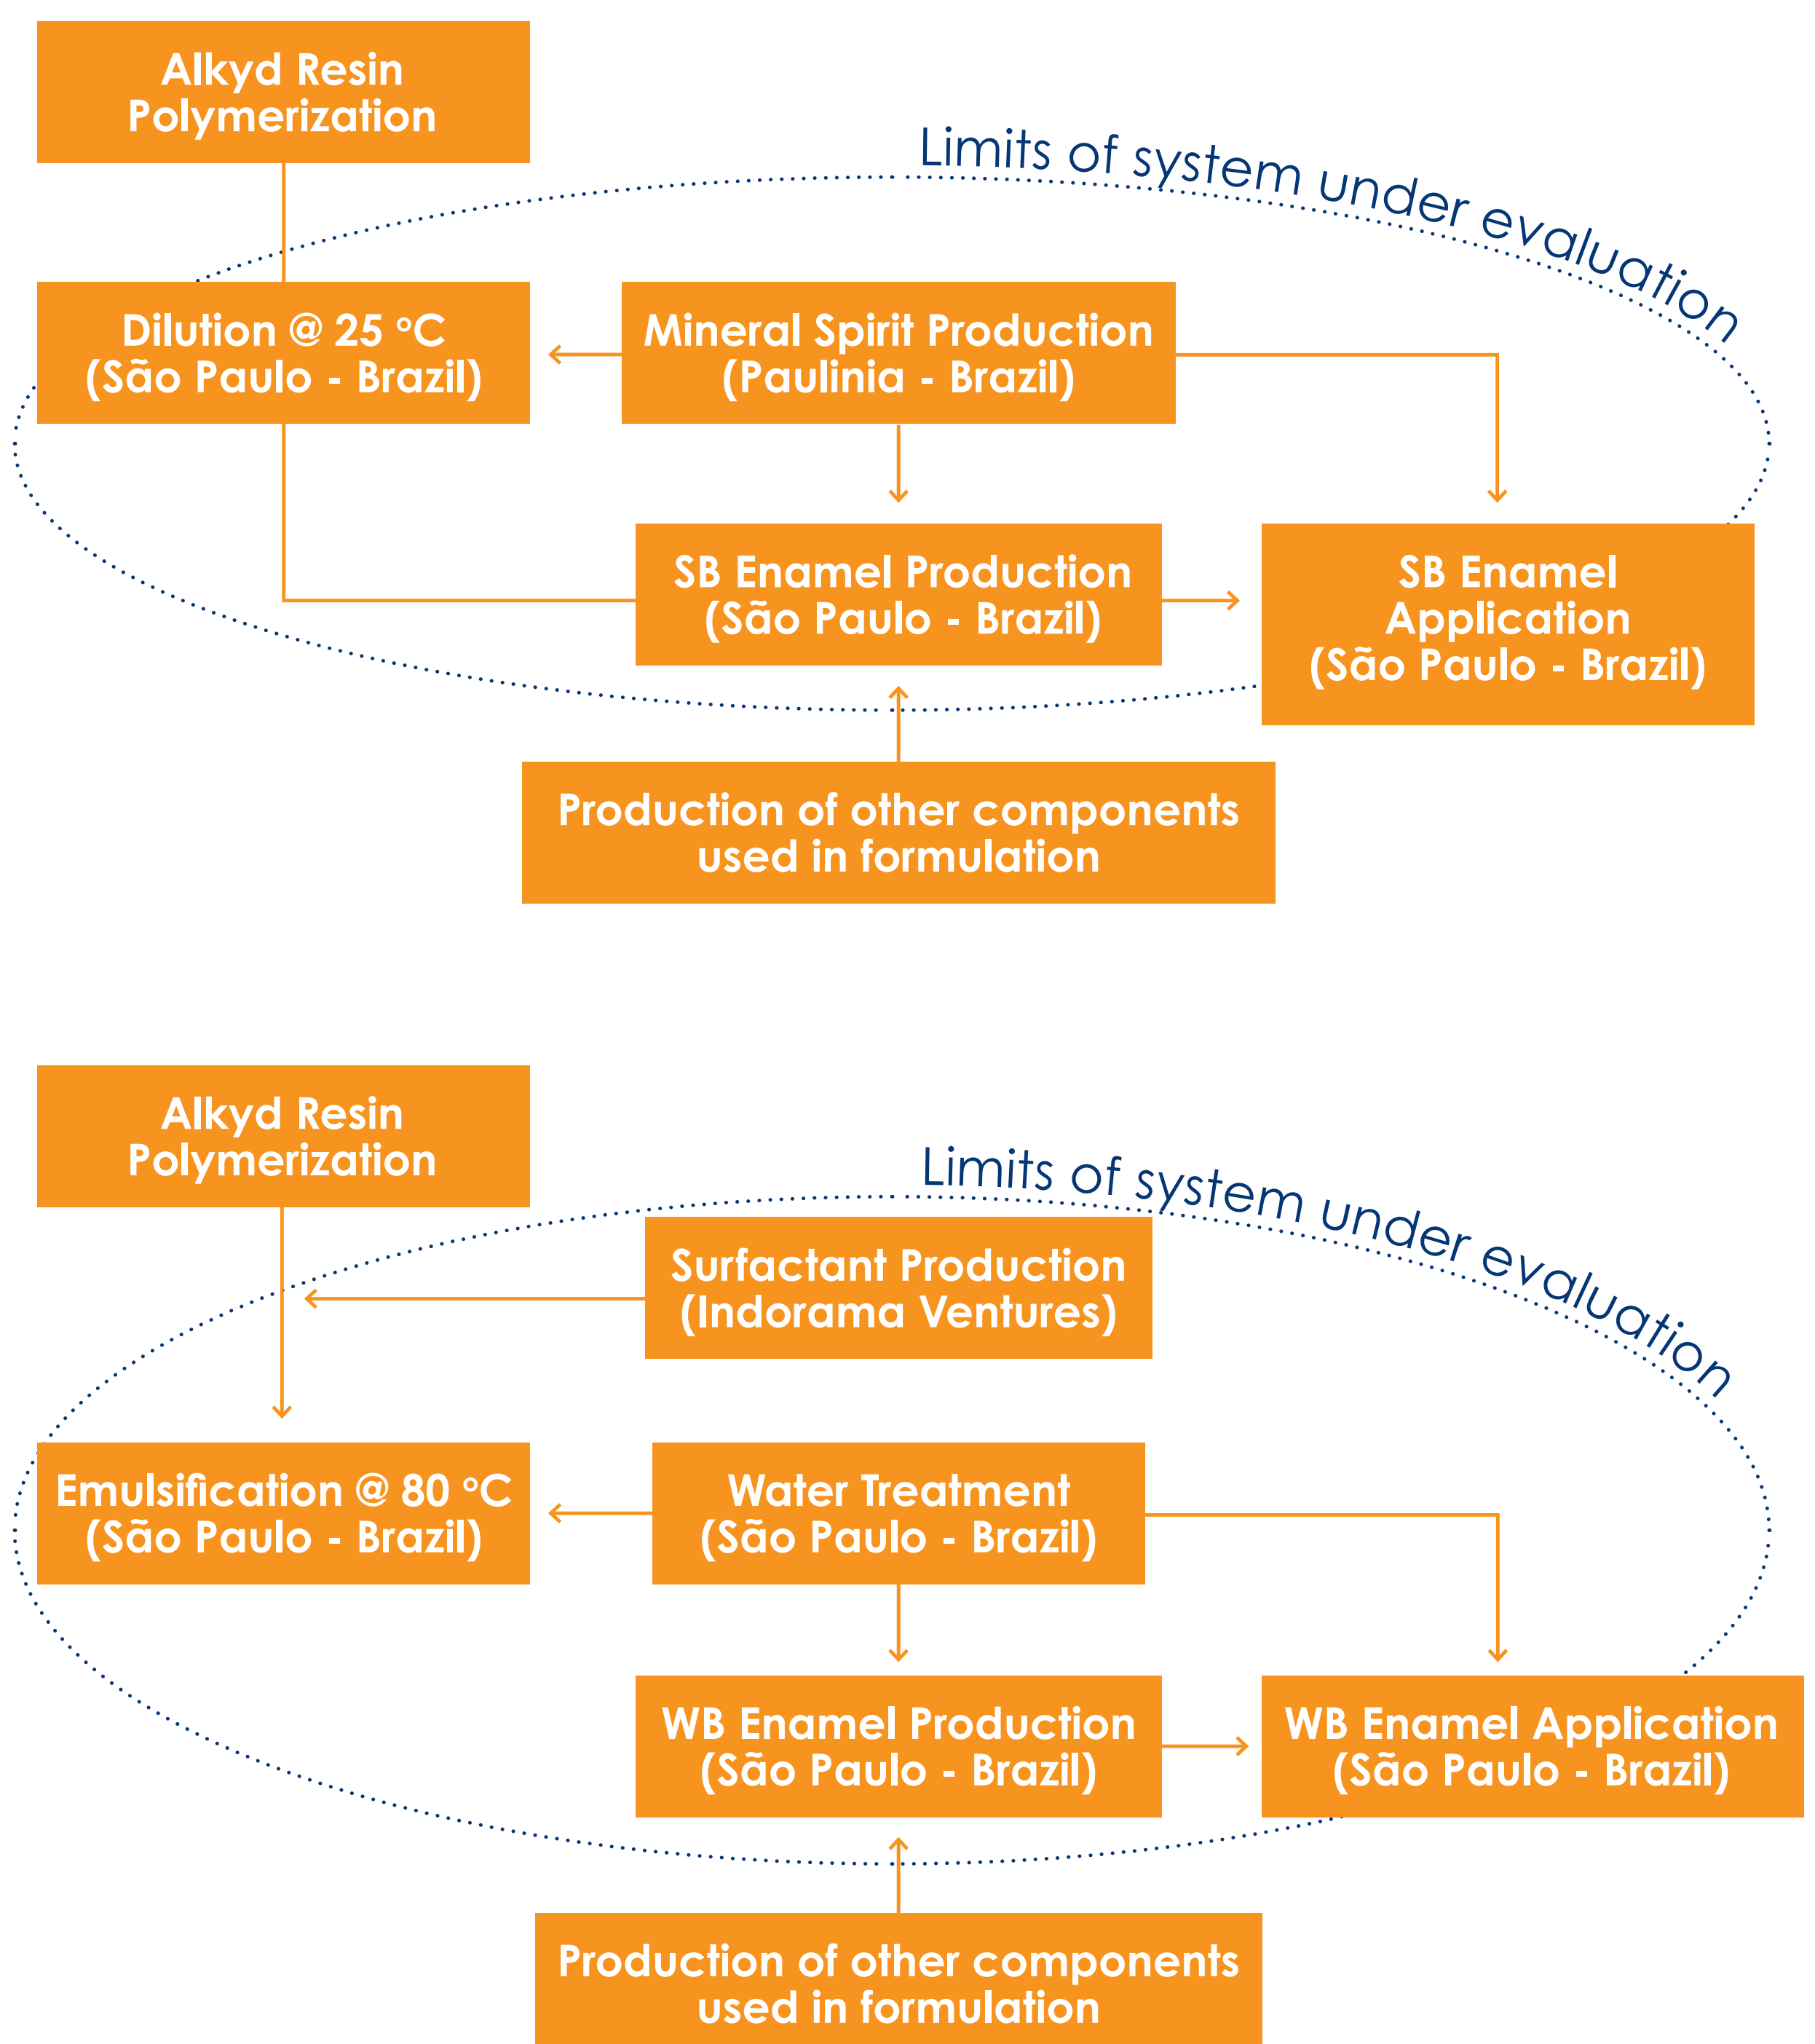 Alkyd Resin
Polymerization
Limits of system under evaluation
Dilution @ 25 °C
(São Paulo - Brazil)
Mineral Spirit Production
(Paulinia - Brazil)
SB Enamel Production
(São Paulo - Brazil)
SB Enamel
Application
(São Paulo - Brazil)
Production of other components
used in formulation
Alkyd Resin
Polymerization
Limits of system under evaluation
Surfactant Production
(Indorama Ventures)
Emulsification @ 80 °C
(São Paulo - Brazil)
Water Treatment
(São Paulo - Brazil)
WB Enamel Production
(São Paulo - Brazil)
WB Enamel Application
(São Paulo - Brazil)
Production of other components
used in formulation